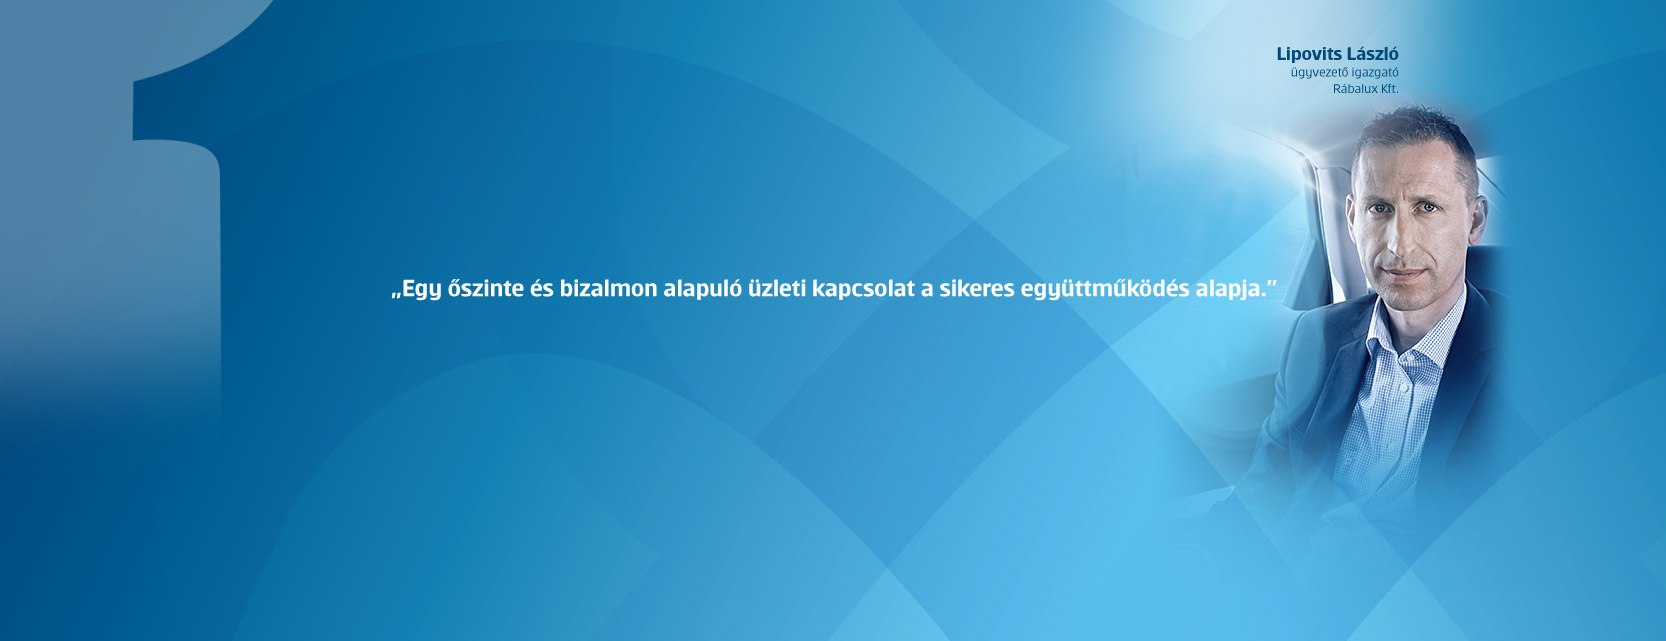 Lipovits László
ügyvezető igazgató
Rábalux Kft.
„Egy őszinte és bizalmon alapuló üzleti kapcsolat a sikeres együttműködés alapja.”